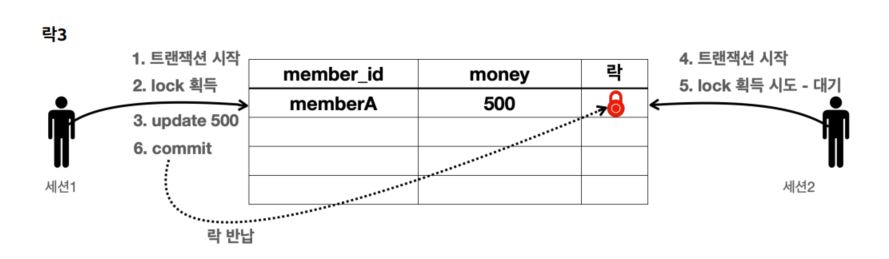 락3
1. 트랜잭션 시작
2. lock 획득
3. update 500
6. commit
세션1
락 반납
member_id money 락
memberA 500
4. 트랜잭션 시작
5. lock 획득 시도 - 대기
세션2